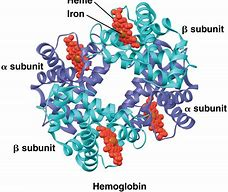 Heme
Iron
β subunit
α subunit
α subunit
β subunit
Hemoglobin